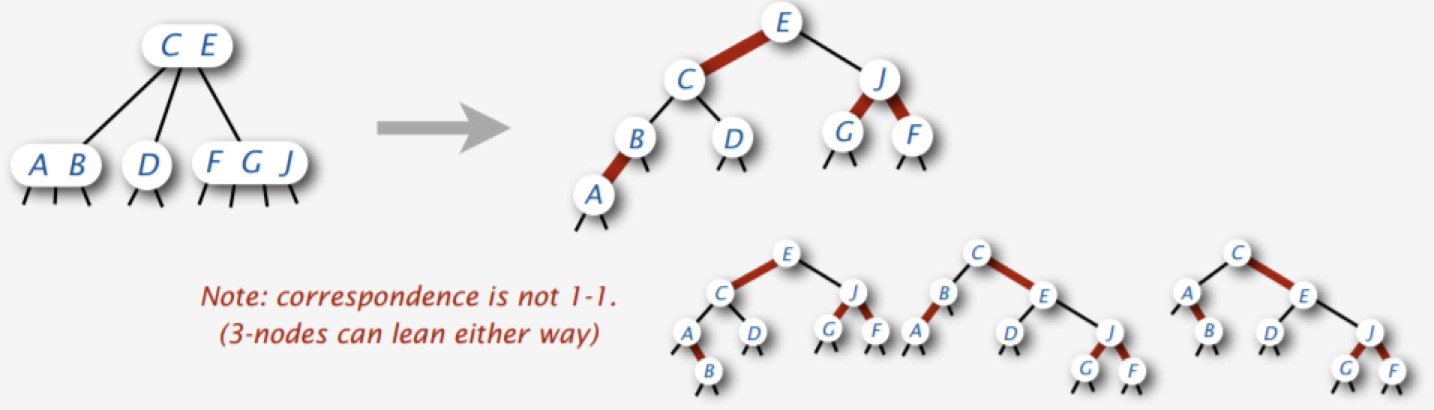 C E
A B
D
F G J
E
C
J
B
D
G
F
A
Note: correspondence is not 1-1.
(3-nodes can lean either way)
E
C
J
A
D
G
F
B
C
B
E
A
D
J
G
F
C
A
E
B
D
J
G
F